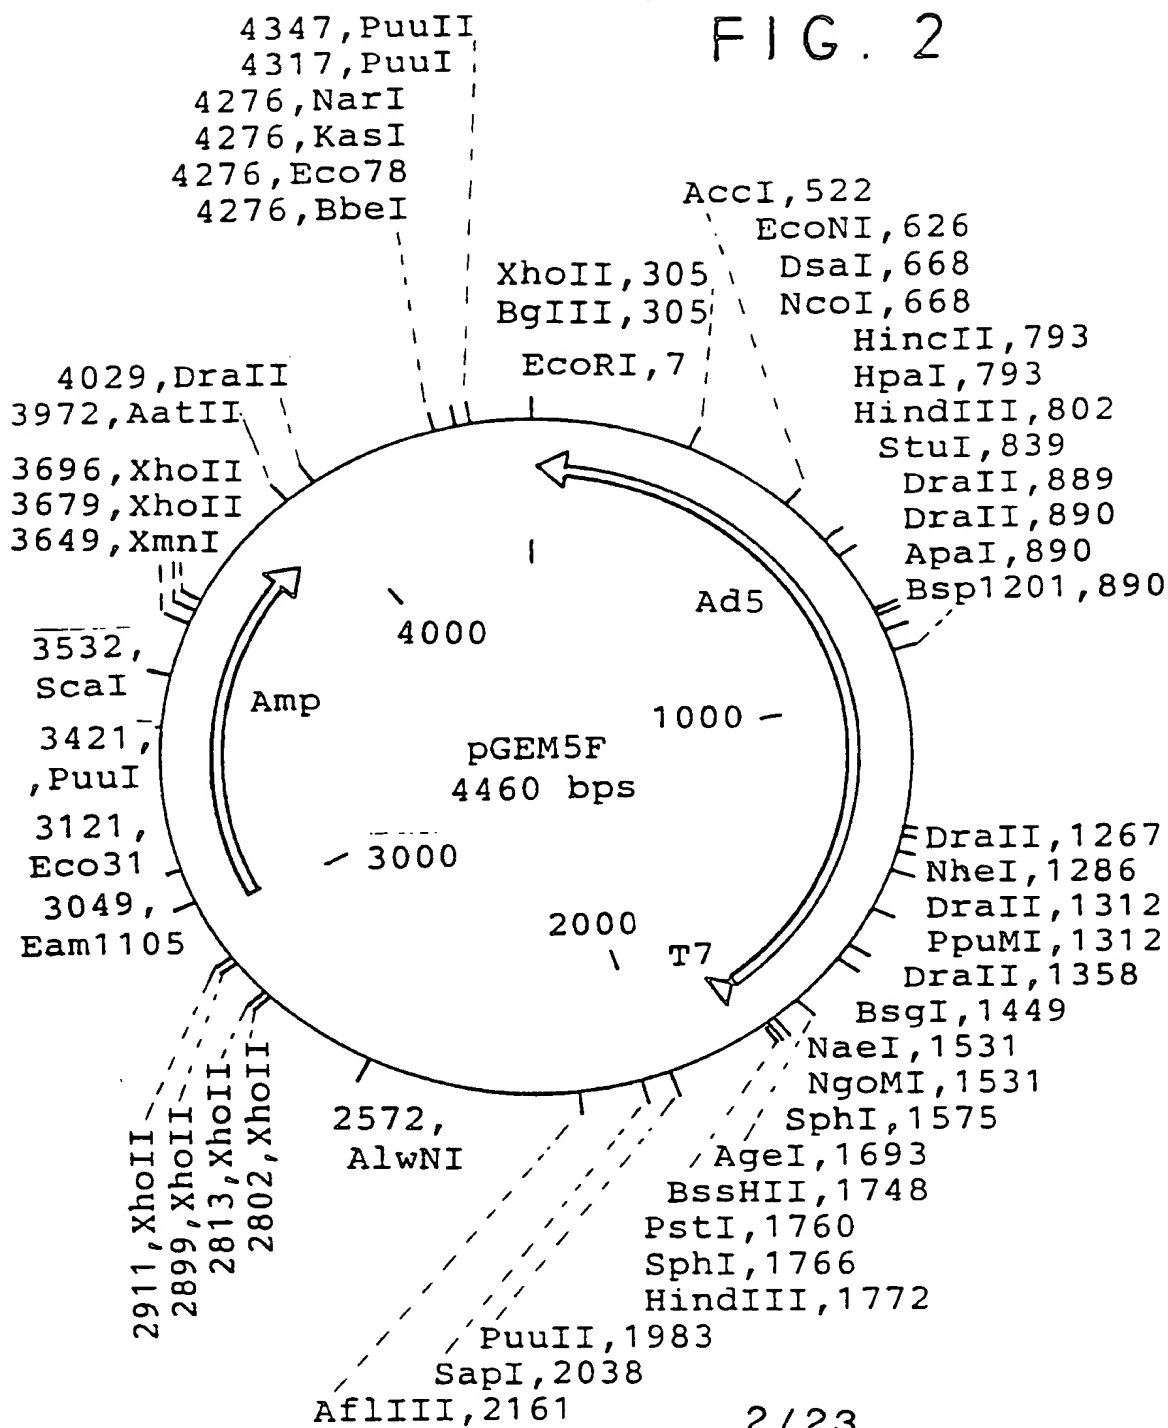 FIG. 2
4347,PuuII
4317,PuuI
4276,NarI
4276,KasI
4276,Eco78
4276,BbeI
XhoII,305
BgIII,305
EcoRI,7
AccI,522
EcoNI,626
DsaI,668
NcoI,668
HincII,793
HpaI,793
HindIII,802
StuI,839
DraII,889
DraII,890
ApaI,890
Bsp1201,890
4029,DraII
3972,AatII
3696,XhoII
3679,XhoII
3649,XmnI
3532,
ScaI
3421,
,PuuI
3121,
Eco31
3049,
Eam1105
Ad5
4000
Amp
1000
pGEM5F
4460 bps
3000
2000
T7
DraII,1267
NheI,1286
DraII,1312
PpuMI,1312
DraII,1358
BsgI,1449
NaeI,1531
NgoMI,1531
SphI,1575
AgeI,1693
BssHII,1748
PstI,1760
SphI,1766
HindIII,1772
PuuII,1983
SapI,2038
AflIII,2161
2572,
AlwNI
2911,XhoII
2899,XhoII
2813,XhoII
2802,XhoII
2/23